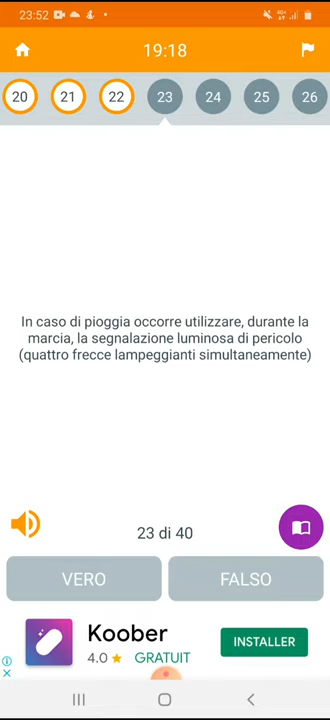 23:52
19:18
20 21 22 23 24 25 26
In caso di pioggia occorre utilizzare, durante la
marcia, la segnalazione luminosa di pericolo
(quattro frecce lampeggianti simultaneamente)
23 di 40
VERO FALSO
Koober
4.0 ★ GRATUIT
INSTALLER